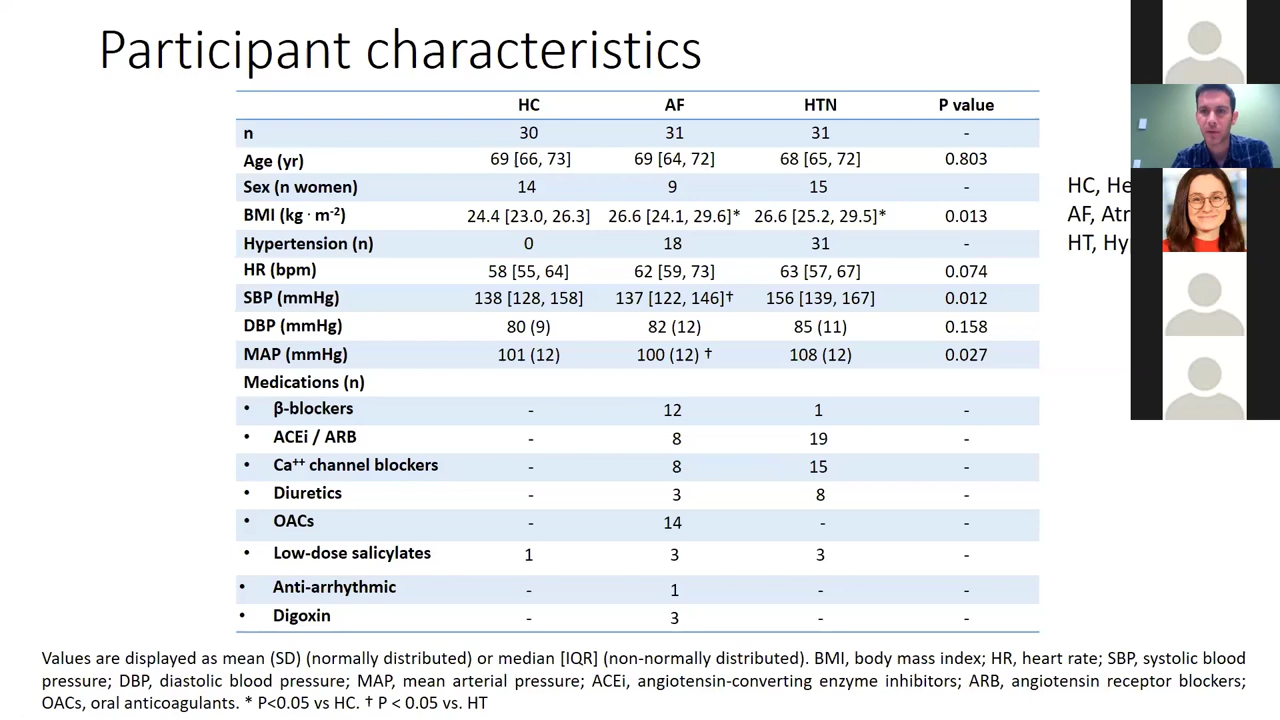 Participant characteristics
HC AF HTN P value
n 30 31 31 -
Age (yr) 69 [66, 73] 69 [64, 72] 68 [65, 72] 0.803
Sex (n women) 14 9 15 -
BMI (kg · m-2) 24.4 [23.0, 26.3] 26.6 [24.1, 29.6]* 26.6 [25.2, 29.5]* 0.013
Hypertension (n) 0 18 31 -
HR (bpm) 58 [55, 64] 62 [59, 73] 63 [57, 67] 0.074
SBP (mmHg) 138 [128, 158] 137 [122, 146]† 156 [139, 167] 0.012
DBP (mmHg) 80 (9) 82 (12) 85 (11) 0.158
MAP (mmHg) 101 (12) 100 (12) † 108 (12) 0.027
Medications (n)
• β-blockers - 12 1 -
• ACEi / ARB - 8 19 -
• Ca++ channel blockers - 8 15 -
• Diuretics - 3 8 -
• OACs - 14 - -
• Low-dose salicylates 1 3 3 -
• Anti-arrhythmic - 1 - -
• Digoxin - 3 - -
HC, He
AF, Atr
HT, Hy
Values are displayed as mean (SD) (normally distributed) or median [IQR] (non-normally distributed). BMI, body mass index; HR, heart rate; SBP, systolic blood
pressure; DBP, diastolic blood pressure; MAP, mean arterial pressure; ACEi, angiotensin-converting enzyme inhibitors; ARB, angiotensin receptor blockers;
OACs, oral anticoagulants. * P<0.05 vs HC. † P < 0.05 vs. HT